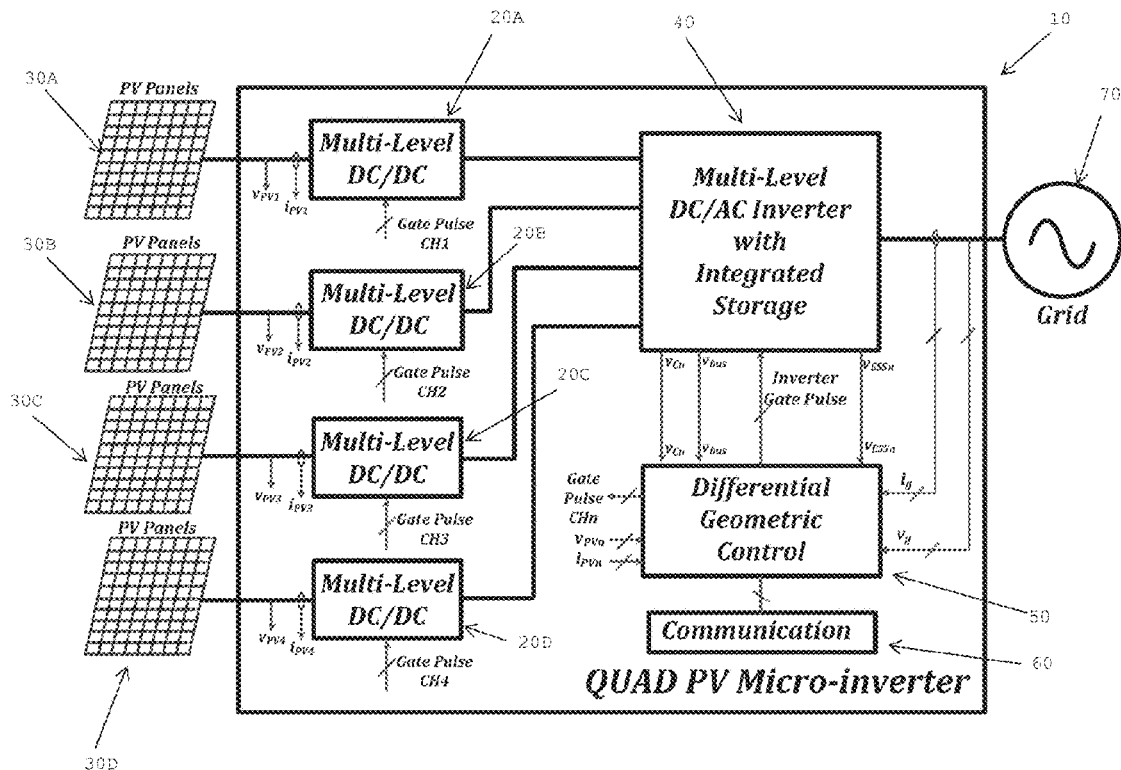 20A
40
10
30A
PV Panels
70
Multi-Level
DC/DC
vPV1
iPV1
Gate Pulse
CH1
Multi-Level
DC/AC Inverter
with
Integrated
Storage
Grid
30B
PV Panels
20B
Multi-Level
DC/DC
vPV2
iPV2
Gate Pulse
CH2
vCn
vbus
Inverter
Gate Pulse
vESSn
30C
PV Panels
20C
Multi-Level
DC/DC
vPV3
iPV3
Gate Pulse
CH3
vCn
vbus
vESSn
Gate
Pulse
CHn
vPVn
iPVn
Differential
Geometric
Control
ig
vg
50
PV Panels
30D
Multi-Level
DC/DC
20D
vPV4
iPV4
Gate Pulse
CH4
Communication
60
QUAD PV Micro-inverter